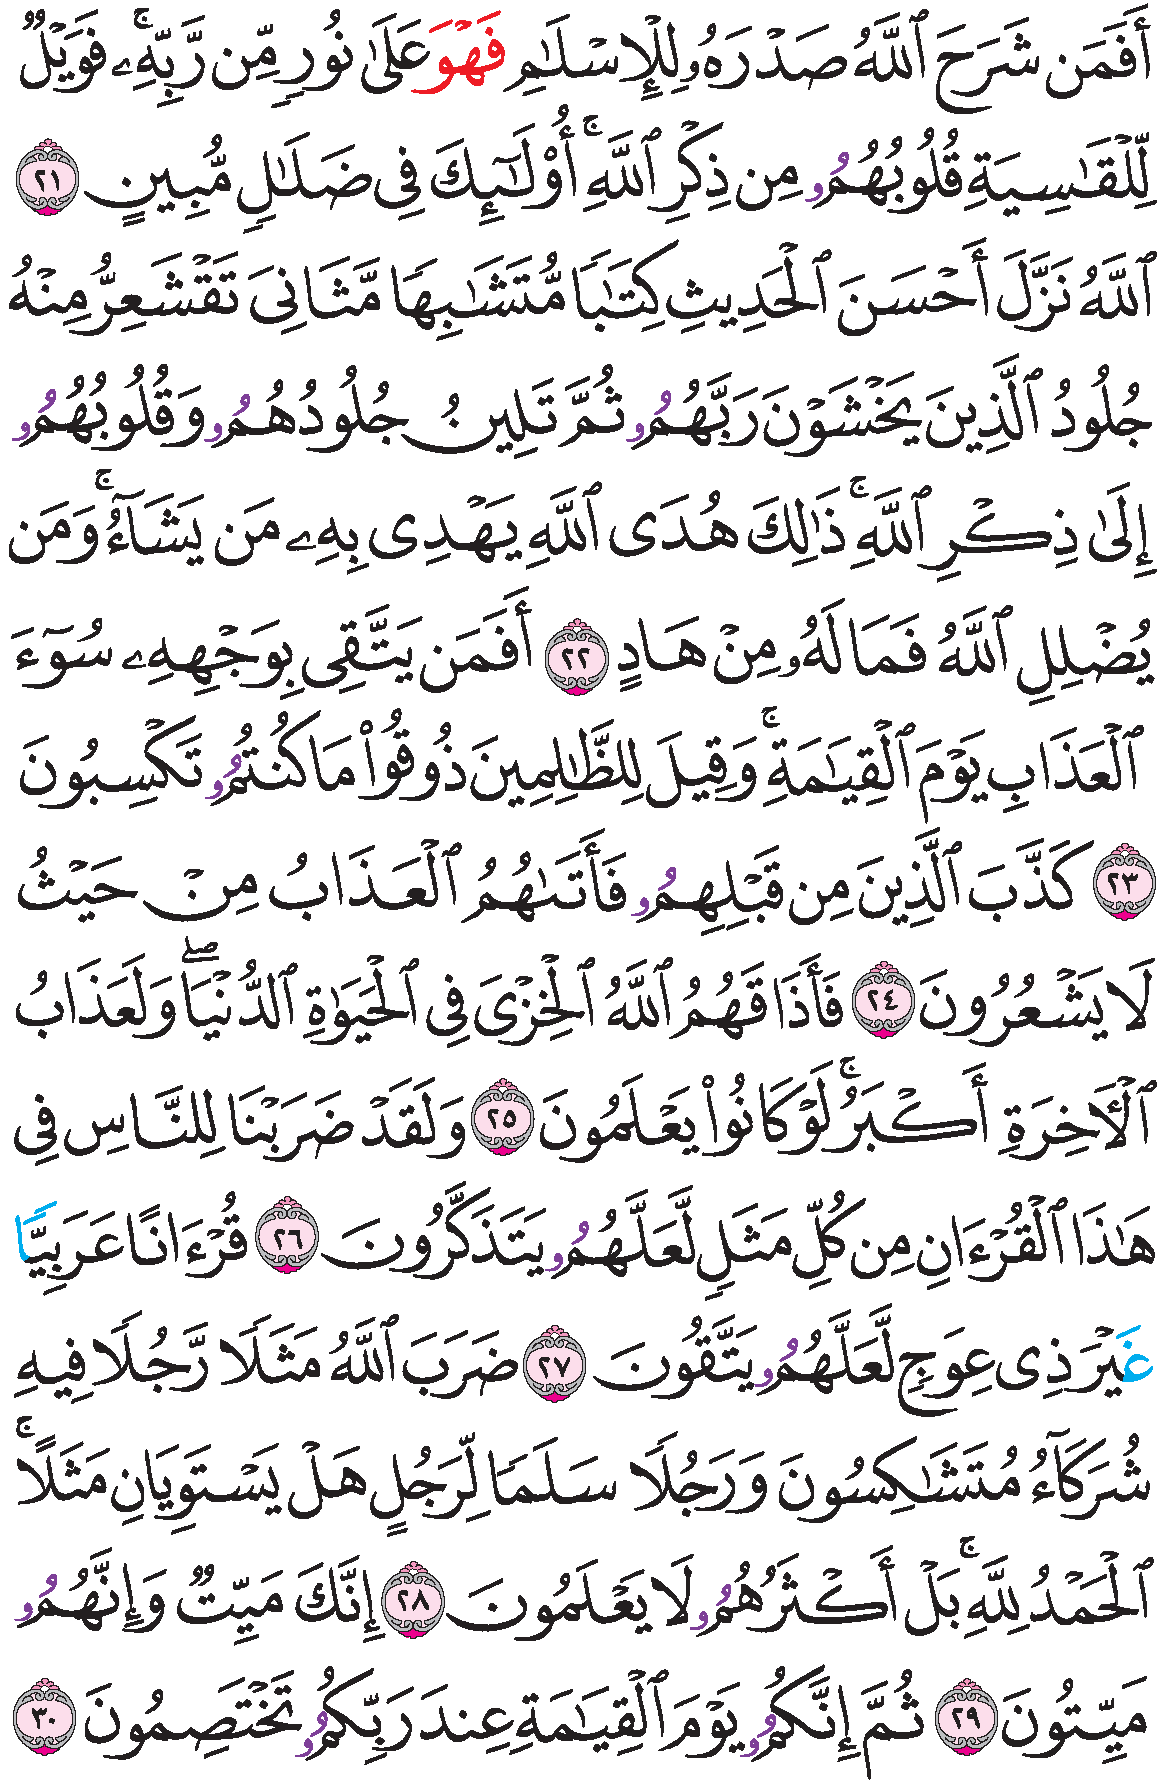 أَفَمَن شَرَحَ ٱللَّهُ صَدْرَهُۥ لِلْإِسْلَٰمِ فَهْوَ عَلَىٰ نُورٍ مِّن رَّبِّهِۦۚ فَوَيْلٌ
لِّلْقَٰسِيَةِ قُلُوبُهُمُۥ مِن ذِكْرِ ٱللَّهِۚ أُوْلَٰٓئِكَ فِى ضَلَٰلٍ مُّبِينٍ ٢١
ٱللَّهُ نَزَّلَ أَحْسَنَ ٱلْحَدِيثِ كِتَٰبًا مُّتَشَٰبِهًا مَّثَانِىَ تَقْشَعِرُّ مِنْهُ
جُلُودُ ٱلَّذِينَ يَخْشَوْنَ رَبَّهُمُۥ ثُمَّ تَلِينُ جُلُودُهُمُۥ وَقُلُوبُهُمُۥ
إِلَىٰ ذِكْرِ ٱللَّهِۚ ذَٰلِكَ هُدَى ٱللَّهِ يَهْدِى بِهِۦ مَن يَشَآءُۚ وَمَن
يُضْلِلِ ٱللَّهُ فَمَا لَهُۥ مِنْ هَادٍ ٢٢ أَفَمَن يَتَّقِى بِوَجْهِهِۦ سُوٓءَ
ٱلْعَذَابِ يَوْمَ ٱلْقِيَٰمَةِۚ وَقِيلَ لِلظَّٰلِمِينَ ذُوقُوا۟ مَا كُنتُمُۥ تَكْسِبُونَ
٢٣ كَذَّبَ ٱلَّذِينَ مِن قَبْلِهِمُۥ فَأَتَىٰهُمُ ٱلْعَذَابُ مِنْ حَيْثُ
لَا يَشْعُرُونَ ٢٤ فَأَذَاقَهُمُ ٱللَّهُ ٱلْخِزْىَ فِى ٱلْحَيَوٰةِ ٱلدُّنْيَاۖ وَلَعَذَابُ
ٱلْأَخِرَةِ أَكْبَرُۚ لَوْ كَانُوا۟ يَعْلَمُونَ ٢٥ وَلَقَدْ ضَرَبْنَا لِلنَّاسِ فِى
هَٰذَا ٱلْقُرْءَانِ مِن كُلِّ مَثَلٍ لَّعَلَّهُمُۥ يَتَذَكَّرُونَ ٢٦ قُرْءَانًا عَرَبِيًّا
غَيْرَ ذِى عِوَجٍ لَّعَلَّهُمُۥ يَتَّقُونَ ٢٧ ضَرَبَ ٱللَّهُ مَثَلًا رَّجُلًا فِيهِ
شُرَكَآءُ مُتَشَٰكِسُونَ وَرَجُلًا سَلَمًا لِّرَجُلٍ هَلْ يَسْتَوِيَانِ مَثَلًاۚ
ٱلْحَمْدُ لِلَّهِۚ بَلْ أَكْثَرُهُمُۥ لَا يَعْلَمُونَ ٢٨ إِنَّكَ مَيِّتٌ وَإِنَّهُمُۥ
مَيِّتُونَ ٢٩ ثُمَّ إِنَّكُمُۥ يَوْمَ ٱلْقِيَٰمَةِ عِندَ رَبِّكُمُۥ تَخْتَصِمُونَ ٣٠